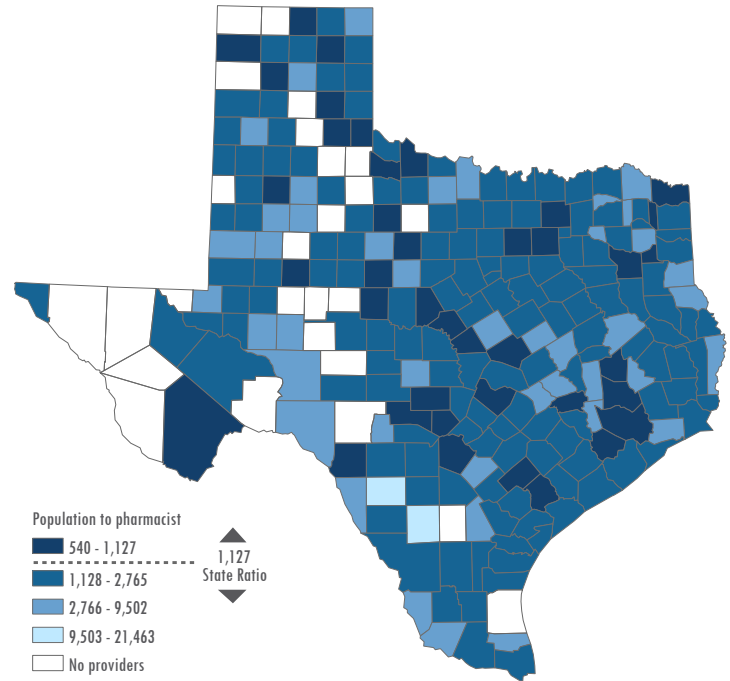 Population to pharmacist
540 - 1,127
1,128 - 2,765
2,766 - 9,502
9,503 - 21,463
No providers
1,127
State Ratio